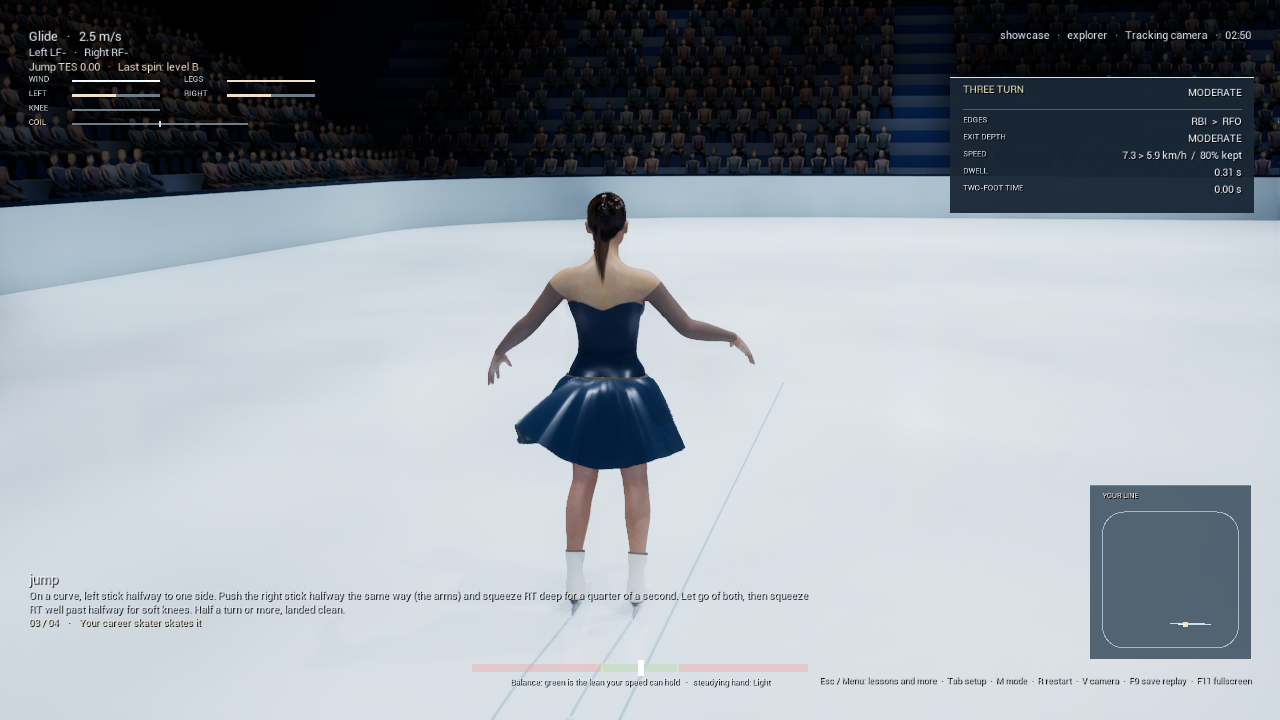 Glide · 2.5 m/s
Left LF- · Right RF-
Jump TES 0.00 · Last spin: level B
WIND LEGS
LEFT RIGHT
KNEE
COIL
showcase · explorer · Tracking camera · 02:50
THREE TURN MODERATE
EDGES RBI > RFO
EXIT DEPTH MODERATE
SPEED 7.3 > 5.9 km/h / 80% kept
DWELL 0.31 s
TWO-FOOT TIME 0.00 s
YOUR LINE
jump
On a curve, left stick halfway to one side. Push the right stick halfway the same way (the arms) and squeeze RT deep for a quarter of a second. Let go of both, then squeeze
RT well past halfway for soft knees. Half a turn or more, landed clean.
03 / 04 · Your career skater skates it
Balance: green is the lean your speed can hold · steadying hand: Light
Esc / Menu: lessons and more · Tab setup · M mode · R restart · V camera · F9 save replay · F11 fullscreen